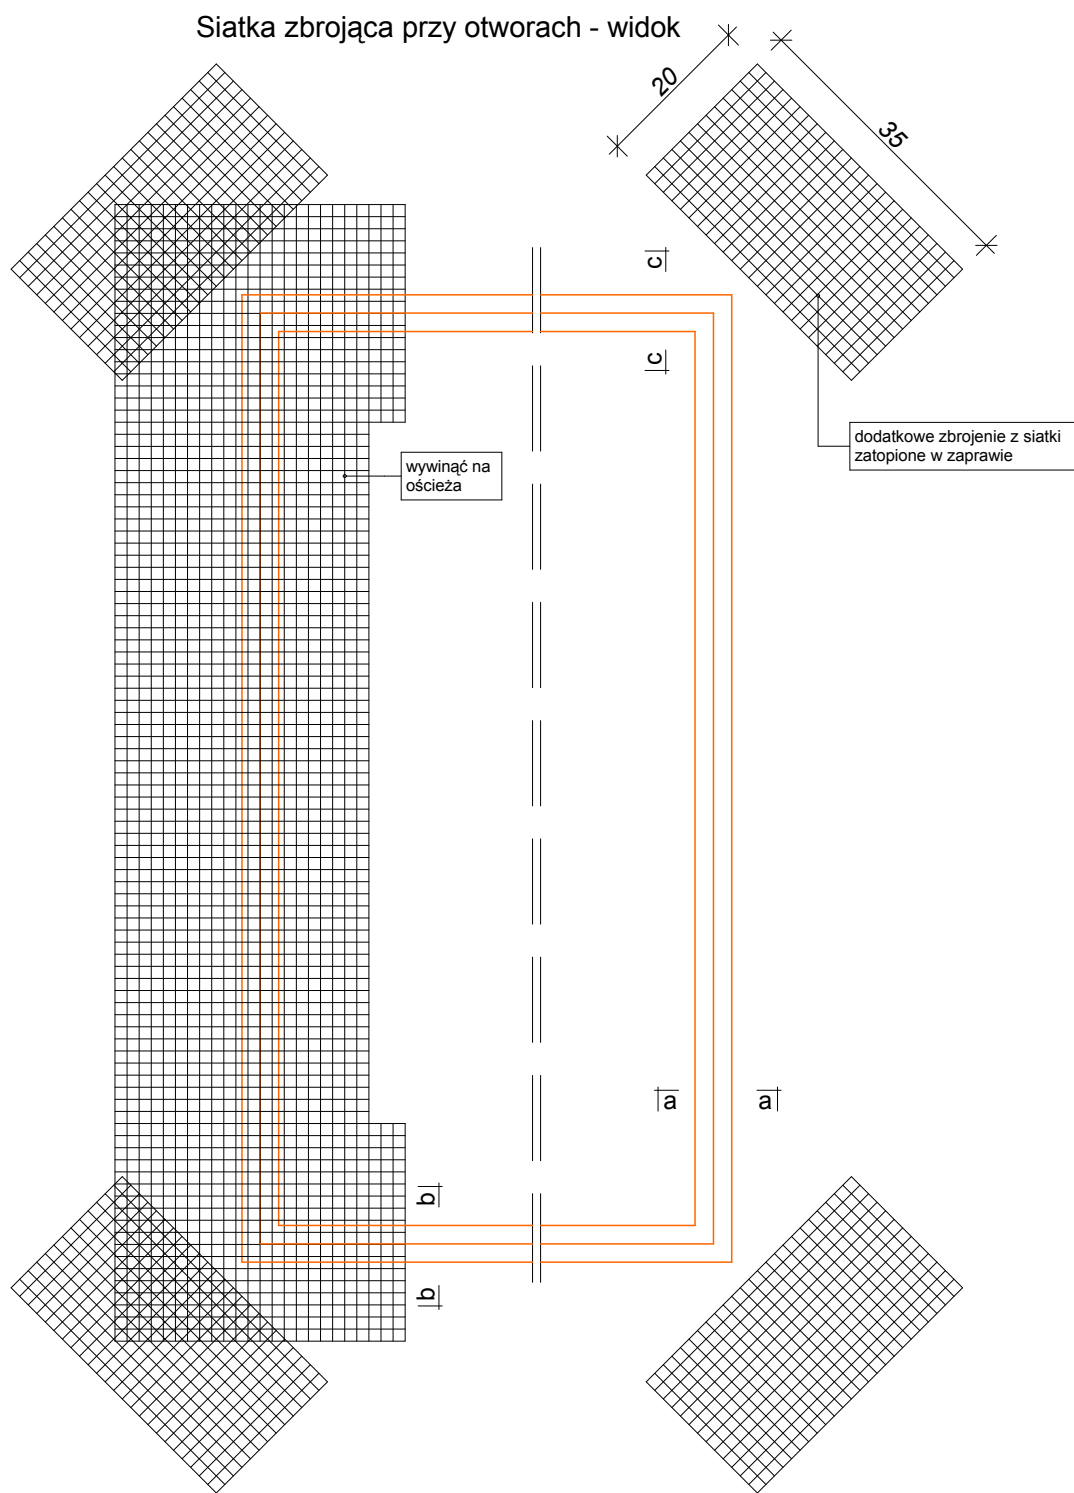 Siatka zbrojąca przy otworach - widok
20
35
c
c
dodatkowe zbrojenie z siatki
zatopione w zaprawie
wywinąć na
ościeża
a
a
b
b